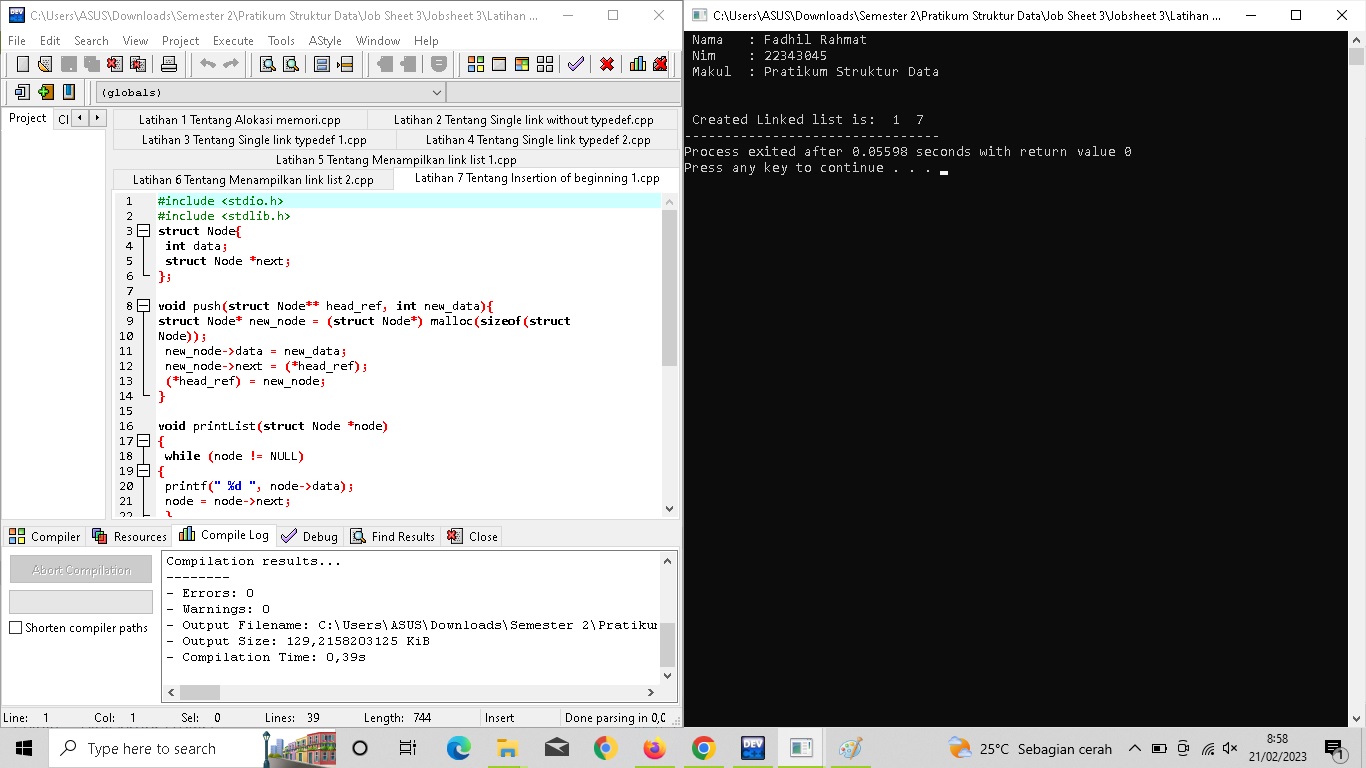 C:\Users\ASUS\Downloads\Semester 2\Pratikum Struktur Data\Job Sheet 3\Jobsheet 3\Latihan ...
File Edit Search View Project Execute Tools AStyle Window Help
(globals)
Project Cl
Latihan 1 Tentang Alokasi memori.cpp Latihan 2 Tentang Single link without typedef.cpp
Latihan 3 Tentang Single link typedef 1.cpp Latihan 4 Tentang Single link typedef 2.cpp
Latihan 5 Tentang Menampilkan link list 1.cpp
Latihan 6 Tentang Menampilkan link list 2.cpp Latihan 7 Tentang Insertion of beginning 1.cpp
1 #include <stdio.h>
2 #include <stdlib.h>
3 struct Node{
4 int data;
5 struct Node *next;
6 };
7
8 void push(struct Node** head_ref, int new_data){
9 struct Node* new_node = (struct Node*) malloc(sizeof(struct
10 Node));
11 new_node->data = new_data;
12 new_node->next = (*head_ref);
13 (*head_ref) = new_node;
14 }
15
16 void printList(struct Node *node)
17 {
18 while (node != NULL)
19 {
20 printf(" %d ", node->data);
21 node = node->next;
22 }
Compiler Resources Compile Log Debug Find Results Close
Abort Compilation
Shorten compiler paths
Compilation results...
--------
- Errors: 0
- Warnings: 0
- Output Filename: C:\Users\ASUS\Downloads\Semester 2\Pratikum
- Output Size: 129,2158203125 KiB
- Compilation Time: 0,39s
Line: 1 Col: 1 Sel: 0 Lines: 39 Length: 744 Insert Done parsing in 0,0
C:\Users\ASUS\Downloads\Semester 2\Pratikum Struktur Data\Job Sheet 3\Jobsheet 3\Latihan ...
Nama : Fadhil Rahmat
Nim : 22343045
Makul : Pratikum Struktur Data
Created Linked list is: 1 7
--------------------------------
Process exited after 0.05598 seconds with return value 0
Press any key to continue . . .
Type here to search
DEV
25°C Sebagian cerah
8:58
21/02/2023
1